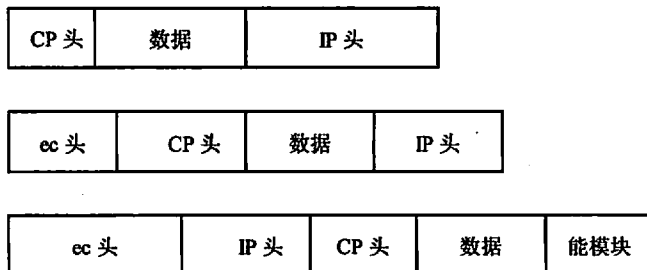 CP 头 数据 IP 头
ec 头 CP 头 数据 IP 头
ec 头 IP 头 CP 头 数据 能模块